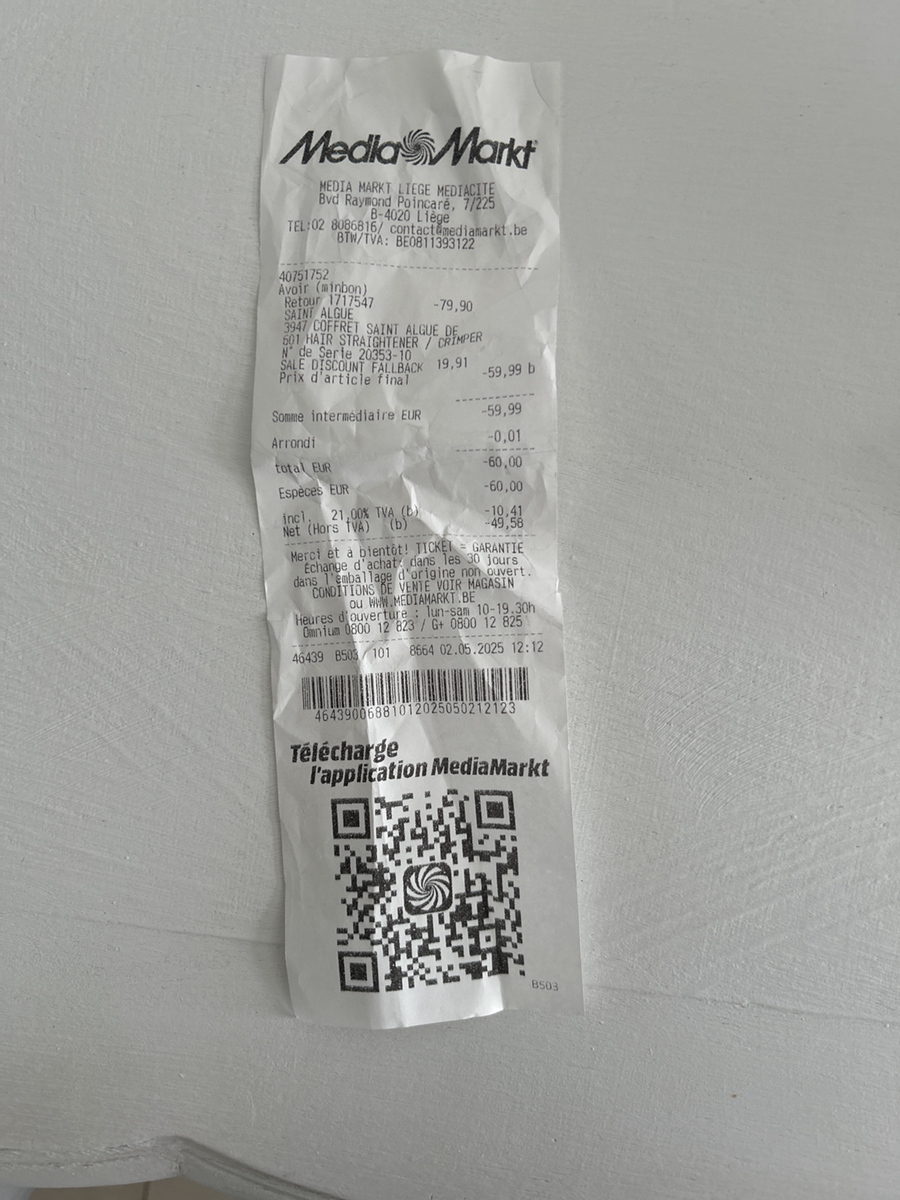 MediaMarkt
MEDIA MARKT LIEGE MEDIACITE
Bvd Raymond Poincaré, 7/225
B-4020 Liège
TEL:02 8086816/ contact@mediamarkt.be
BTW/TVA: BE0811393122
40751752
Avoir (minbon)
Retour 1717547 -79,90
SAINT ALGUE
3947 COFFRET SAINT ALGUE DE
601 HAIR STRAIGHTENER / CRIMPER
N° de Serie 20353-10
SALE DISCOUNT FALLBACK 19,91
Prix d'article final -59,99 b
Somme intermédiaire EUR -59,99
Arrondi -0,01
total EUR -60,00
Espèces EUR -60,00
incl. 21,00% TVA (b) -10,41
Net (Hors TVA) (b) -49,58
Merci et à bientôt! TICKET = GARANTIE
Échange d'achat dans les 30 jours
dans l'emballage d'origine non ouvert.
CONDITIONS DE VENTE VOIR MAGASIN
ou WWW.MEDIAMARKT.BE
Heures d'ouverture : lun-sam 10-19.30h
Omnium 0800 12 823 / G+ 0800 12 825
46439 B503 101 8664 02.05.2025 12:12
46439006881012025050212123
Télécharge
l'application MediaMarkt
B503